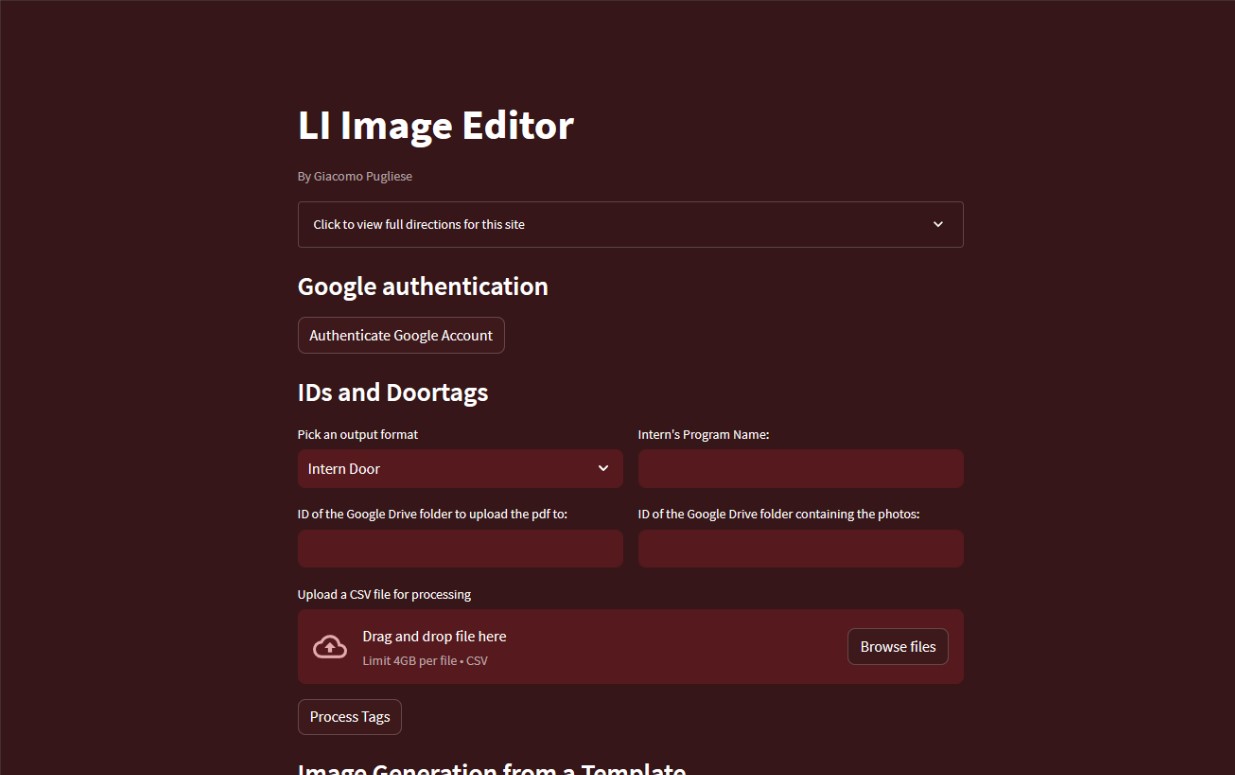 LI Image Editor
By Giacomo Pugliese
Click to view full directions for this site
Google authentication
Authenticate Google Account
IDs and Doortags
Pick an output format
Intern's Program Name:
Intern Door
ID of the Google Drive folder to upload the pdf to:
ID of the Google Drive folder containing the photos:
Upload a CSV file for processing
Drag and drop file here
Limit 4GB per file • CSV
Browse files
Process Tags
Image Generation from a Template